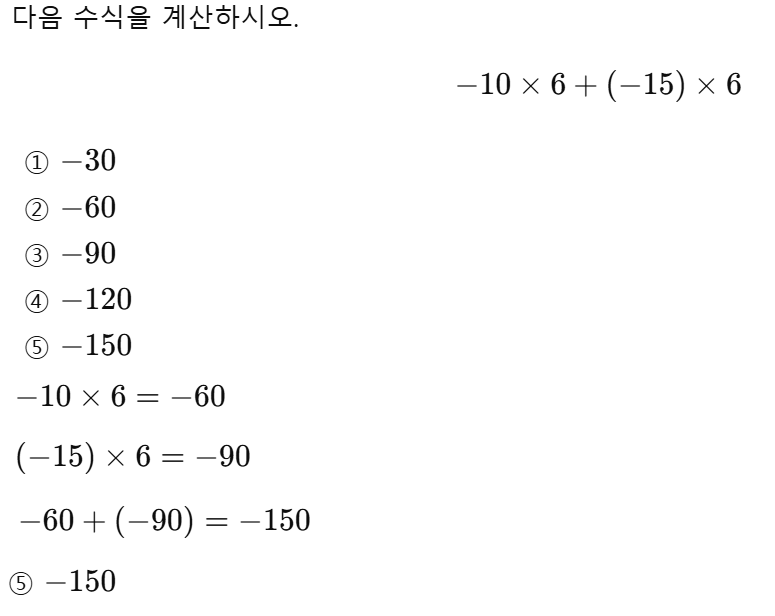 다음 수식을 계산하시오.
−10 × 6 + (−15) × 6
① −30
② −60
③ −90
④ −120
⑤ −150
−10 × 6 = −60
(−15) × 6 = −90
−60 + (−90) = −150
⑤ −150